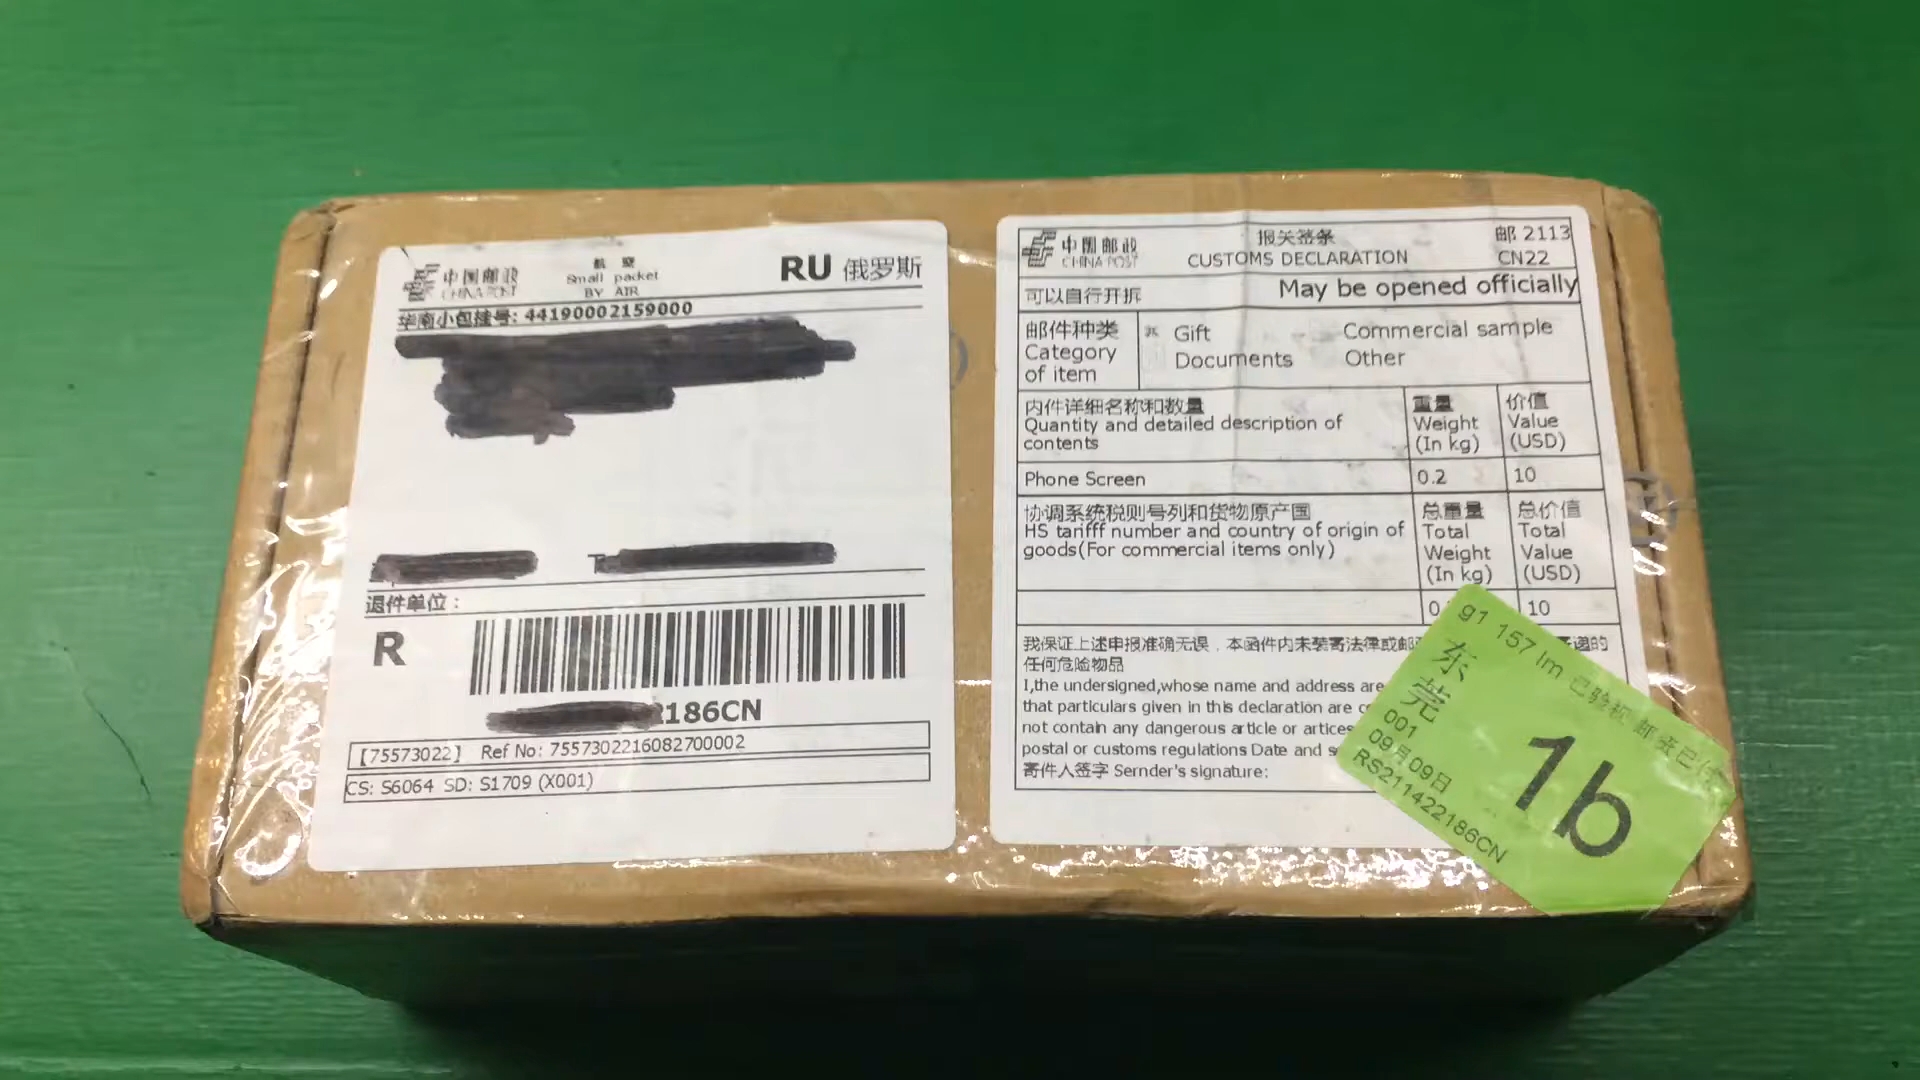 中国邮政
CHINA POST
航 空
Small packet
BY AIR
RU 俄罗斯
华南小包挂号: 44190002159000
退件单位：
R
2186CN
【75573022】 Ref No: 7557302216082700002
CS: S6064 SD: S1709 (X001)
中国邮政
CHINA POST
报关签条
CUSTOMS DECLARATION
邮 2113
CN22
可以自行开拆
May be opened officially
邮件种类
Category
of item
Gift
Commercial sample
Documents
Other
内件详细名称和数量
Quantity and detailed description of
contents
重量
Weight
(In kg)
价值
Value
(USD)
Phone Screen
0.2
10
协调系统税则号列和货物原产国
HS tarifff number and country of origin of
goods(For commercial items only)
总重量
Total
Weight
(In kg)
总价值
Total
Value
(USD)
10
我保证上述申报准确无误，本函件内未装寄法律或邮
递的
任何危险物品
I,the undersigned,whose name and address are
that particulars given in this declaration are
not contain any dangerous article or artices
postal or customs regulations Date and
寄件人签字 Sernder's signature:
g1 157 lm 已验视 邮资已付
东莞
001
09月09日
RS211422186CN
1b